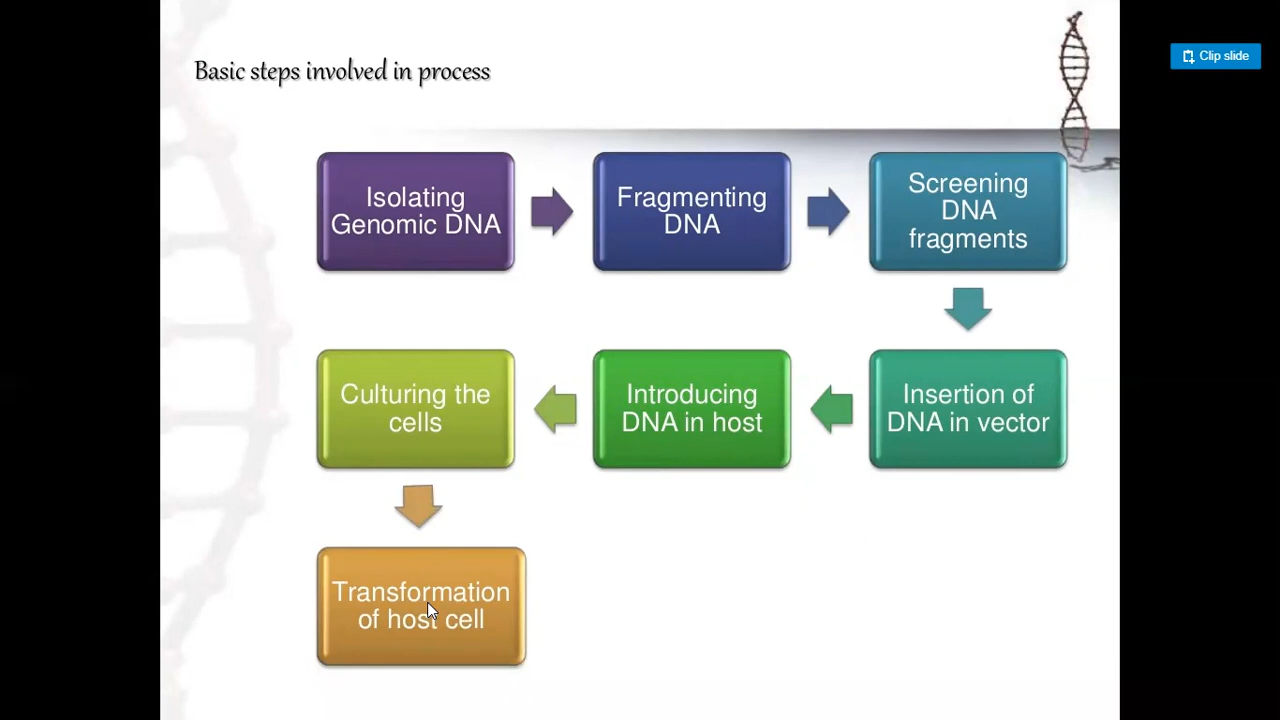 Clip slide
Basic steps involved in process
Isolating
Genomic DNA
Fragmenting
DNA
Screening
DNA
fragments
Insertion of
DNA in vector
Introducing
DNA in host
Culturing the
cells
Transformation
of host cell